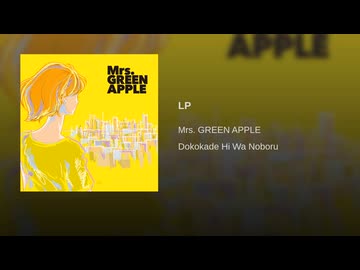 Mrs.
GREEN
APPLE
APPLE
LP
Mrs. GREEN APPLE
Dokokade Hi Wa Noboru